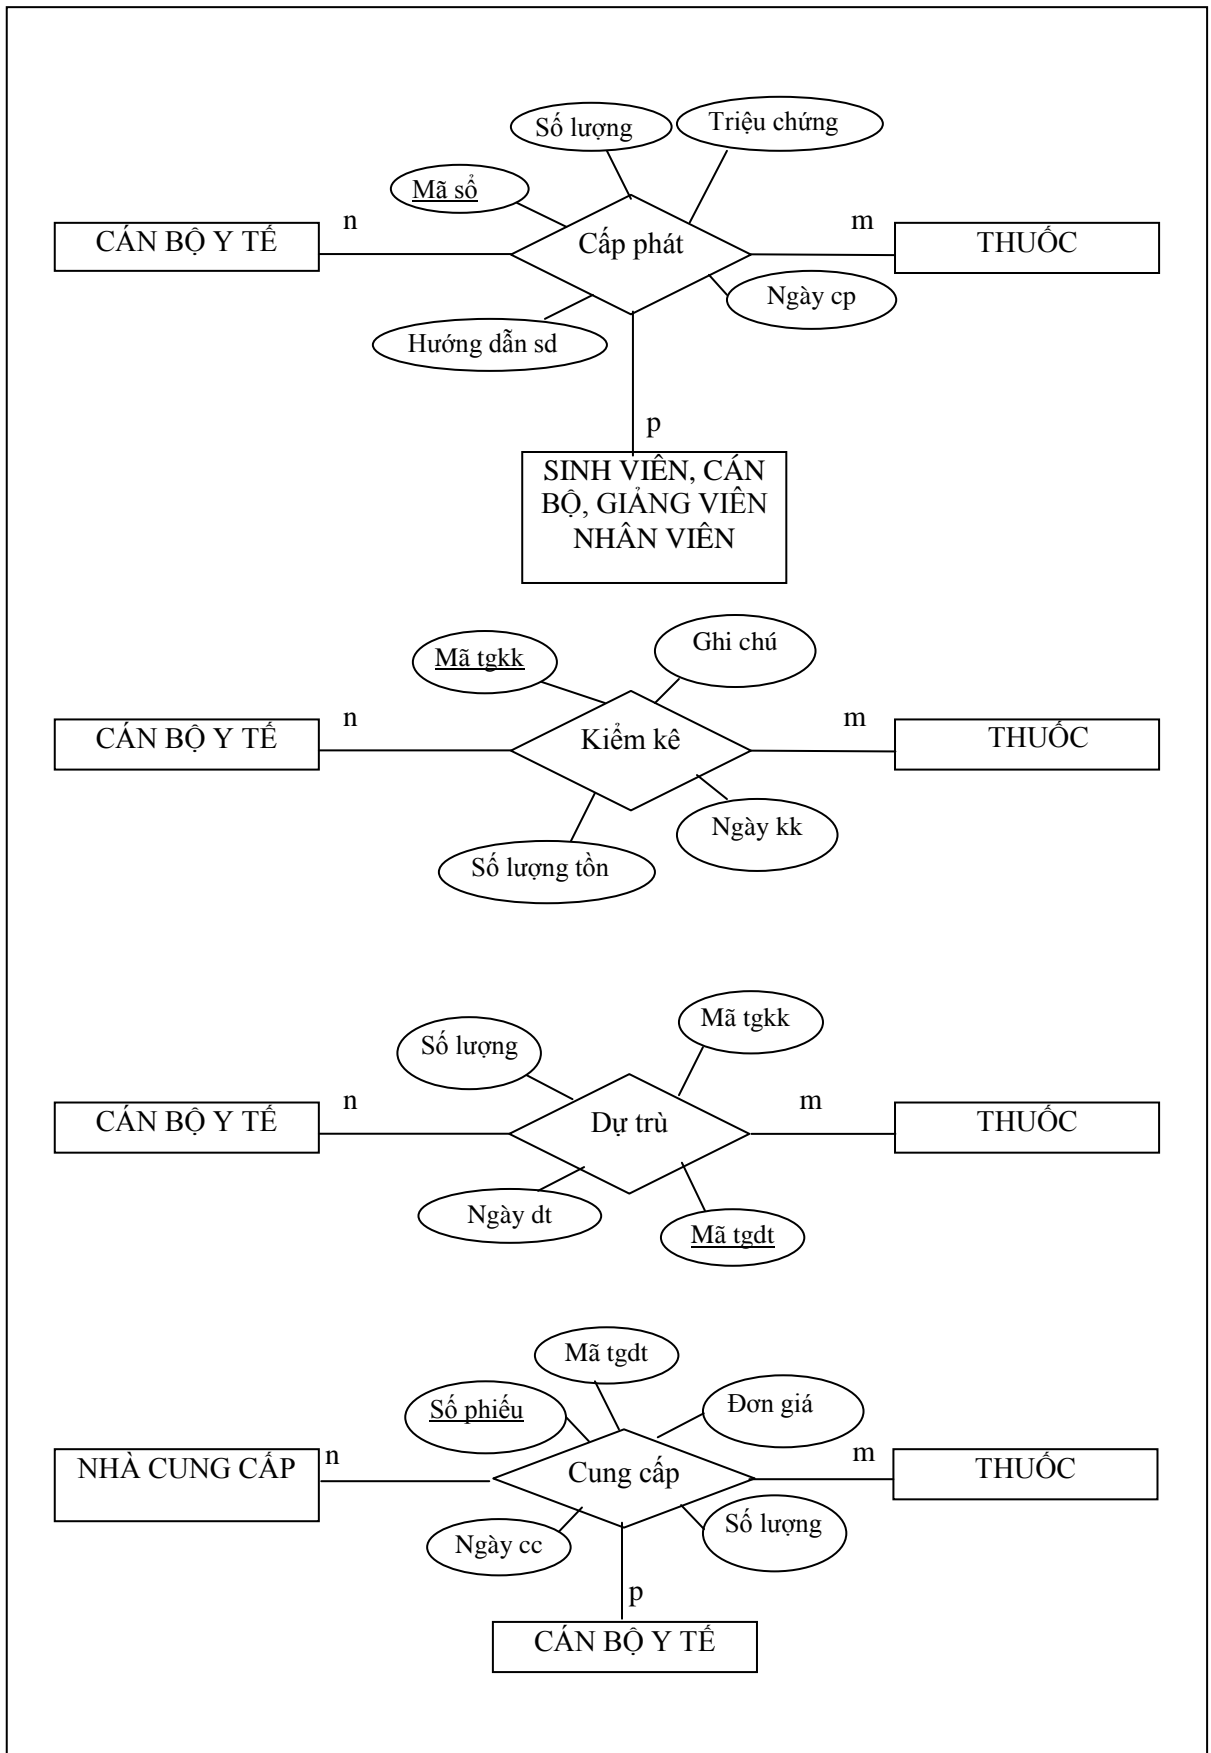 Số lượng
Triệu chứng
Mã sổ
n
m
CÁN BỘ Y TẾ
Cấp phát
THUỐC
Ngày cp
Hướng dẫn sd
p
SINH VIÊN, CÁN
BỘ, GIẢNG VIÊN
NHÂN VIÊN
Mã tgkk
Ghi chú
n
m
CÁN BỘ Y TẾ
Kiểm kê
THUỐC
Ngày kk
Số lượng tồn
Mã tgkk
Số lượng
n
m
CÁN BỘ Y TẾ
Dự trù
THUỐC
Ngày dt
Mã tgdt
Mã tgdt
Số phiếu
Đơn giá
n
m
NHÀ CUNG CẤP
Cung cấp
THUỐC
Số lượng
Ngày cc
p
CÁN BỘ Y TẾ